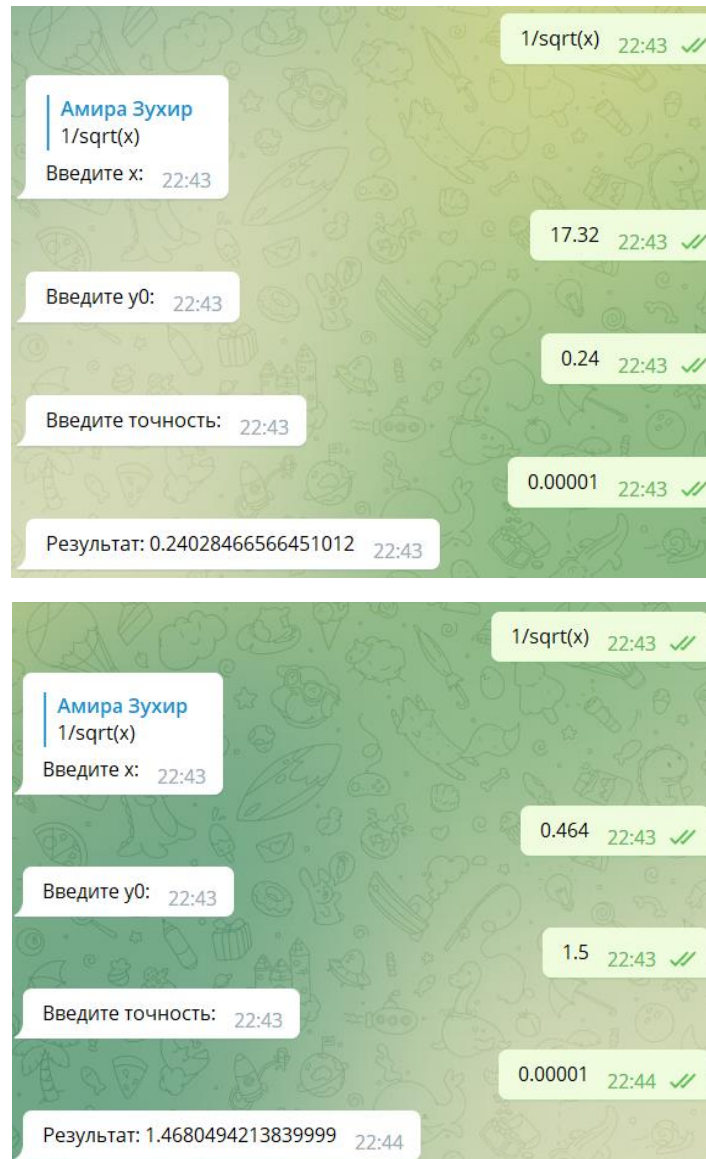 1/sqrt(x) 22:43
Амира Зухир
1/sqrt(x)
Введите x: 22:43
17.32 22:43
Введите y0: 22:43
0.24 22:43
Введите точность: 22:43
0.00001 22:43
Результат: 0.24028466566451012 22:43
1/sqrt(x) 22:43
Амира Зухир
1/sqrt(x)
Введите x: 22:43
0.464 22:43
Введите y0: 22:43
1.5 22:43
Введите точность: 22:43
0.00001 22:44
Результат: 1.4680494213839999 22:44